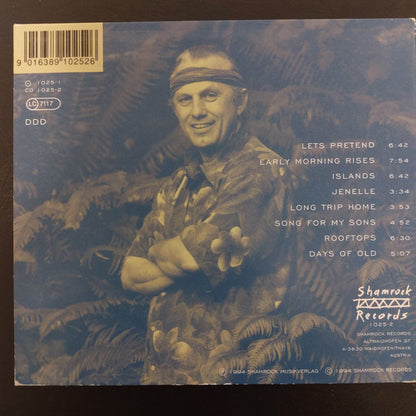 9 016389 102526
© 1025-1
CD 1025-2
LC 7117
DDD
LETS PRETEND 6:42
EARLY MORNING RISES 7:54
ISLANDS 6:42
JENELLE 3:34
LONG TRIP HOME 3:53
SONG FOR MY SONS 4:52
ROOFTOPS 6:30
DAYS OF OLD 5:07
Shamrock
Records
1025-2
SHAMROCK RECORDS
ALTWAIDHOFEN 37
A-3830 WAIDHOFEN/THAYA
AUSTRIA
℗ 1994 SHAMROCK MUSIKVERLAG © 1994 SHAMROCK RECORDS